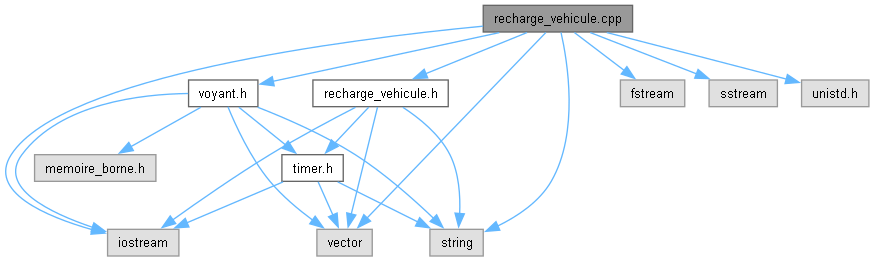 recharge_vehicule.cpp
voyant.h
recharge_vehicule.h
fstream
sstream
unistd.h
memoire_borne.h
timer.h
iostream
vector
string